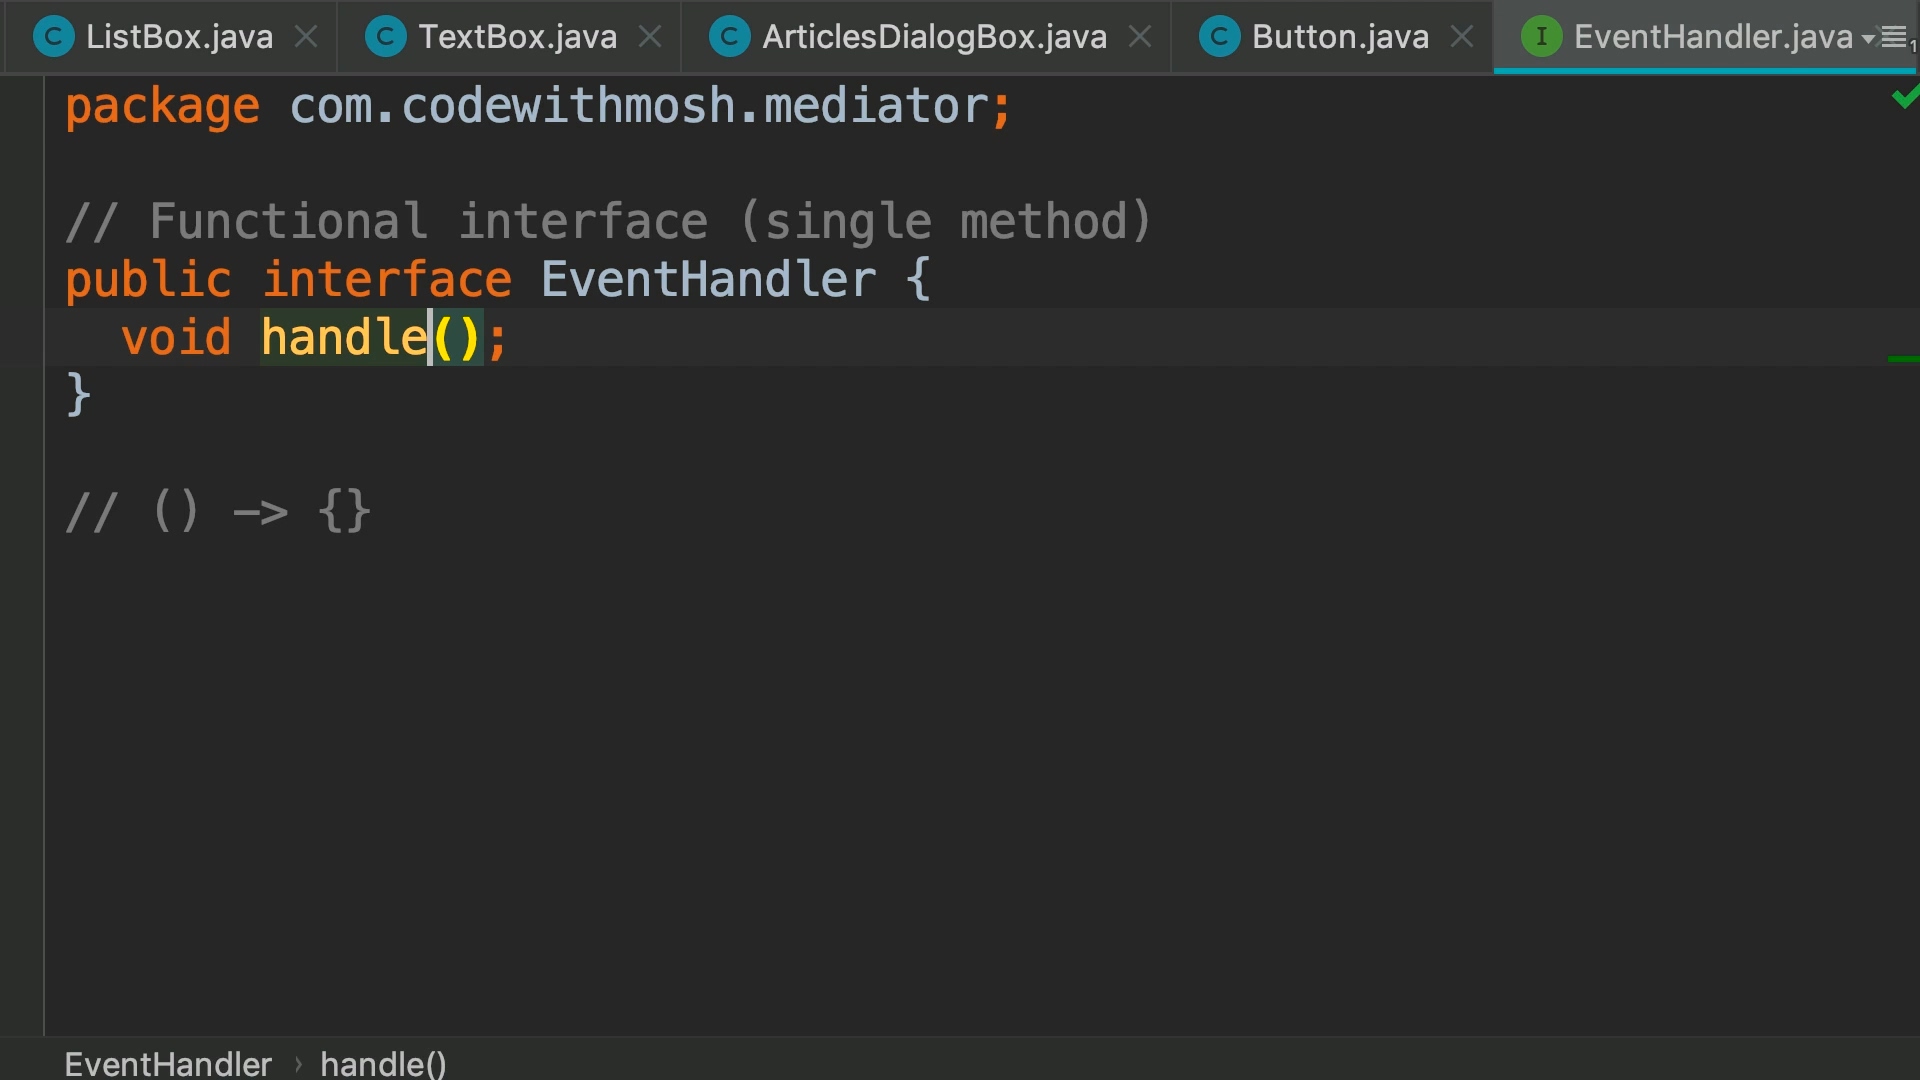 ListBox.java TextBox.java ArticlesDialogBox.java Button.java EventHandler.java
package com.codewithmosh.mediator;
// Functional interface (single method)
public interface EventHandler {
  void handle();
}
// () -> {}
EventHandler › handle()